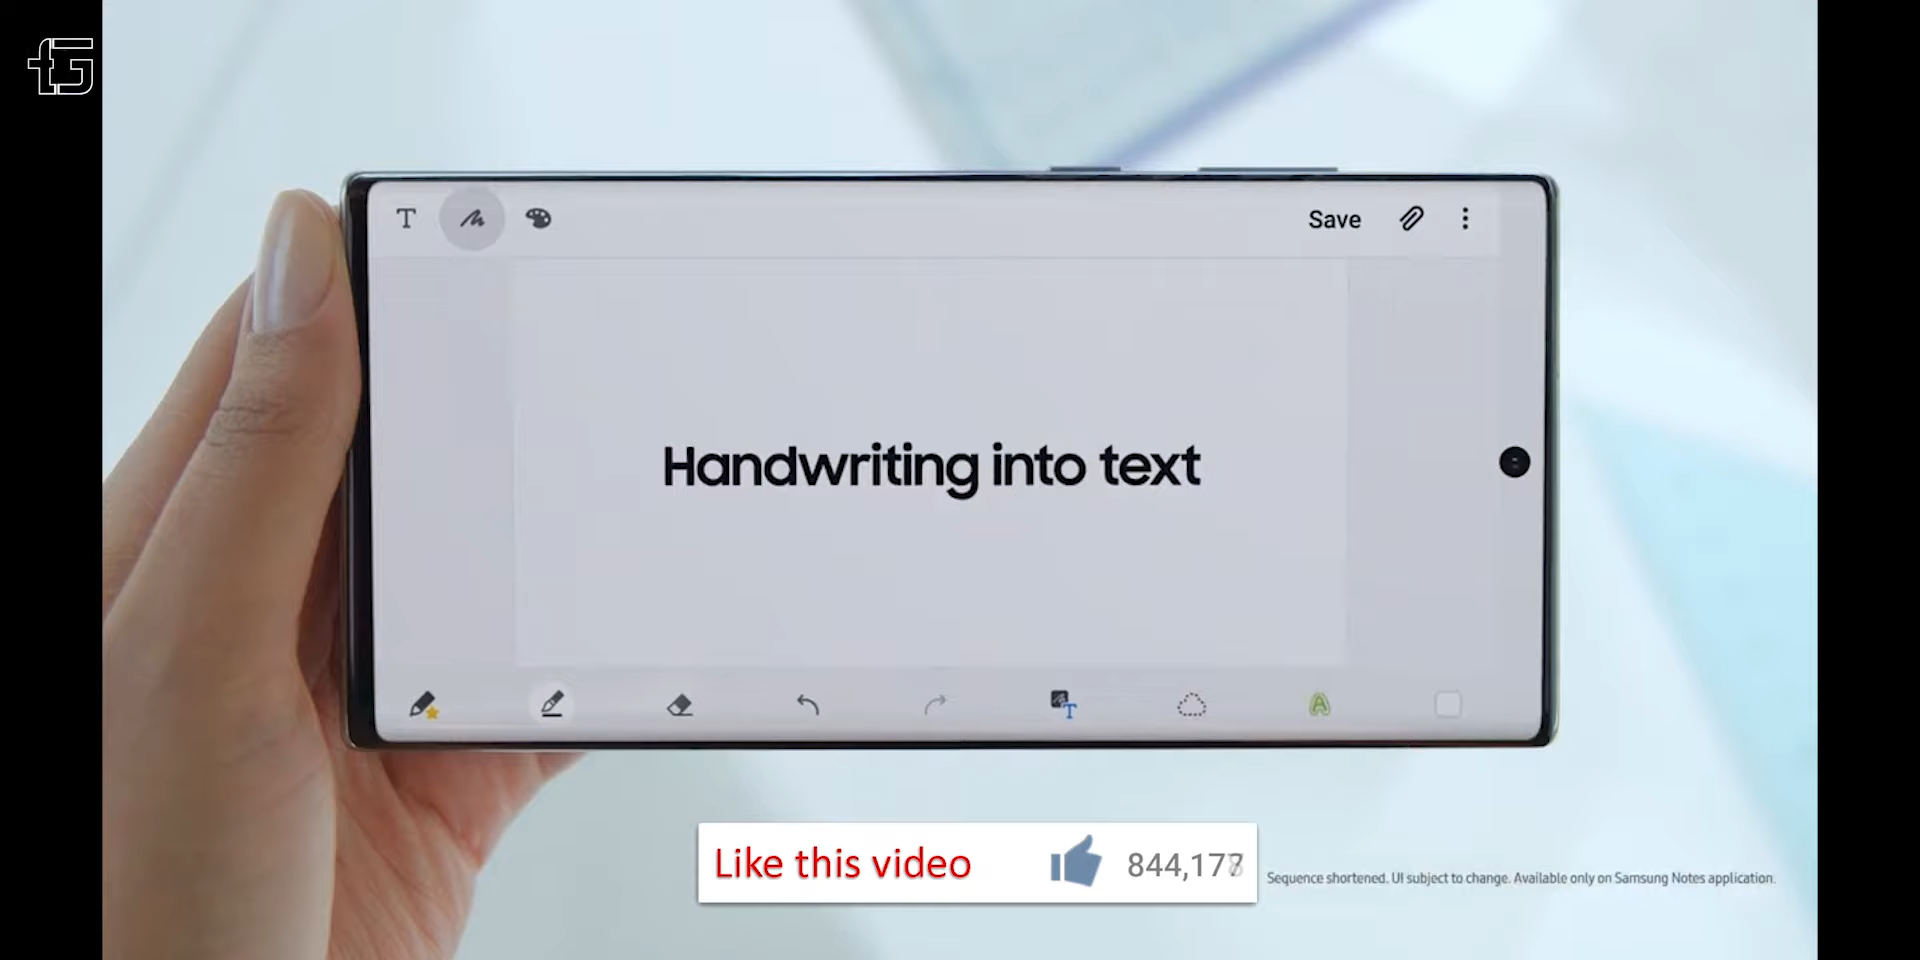 fG
T
Save
Handwriting into text
T
A
Like this video
Sequence shortened. UI subject to change. Available only on Samsung Notes application.